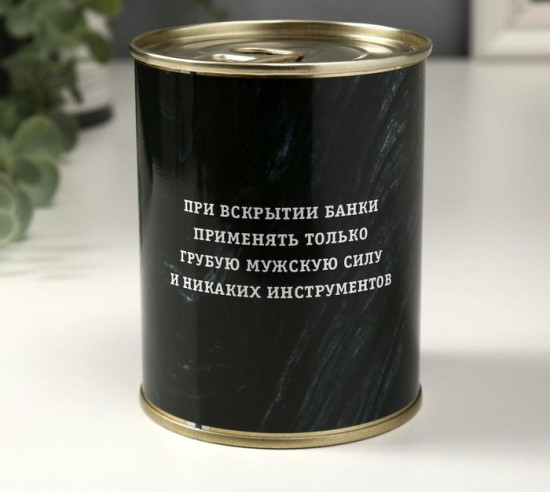 ПРИ ВСКРЫТИИ БАНКИ
ПРИМЕНЯТЬ ТОЛЬКО
ГРУБУЮ МУЖСКУЮ СИЛУ
И НИКАКИХ ИНСТРУМЕНТОВ